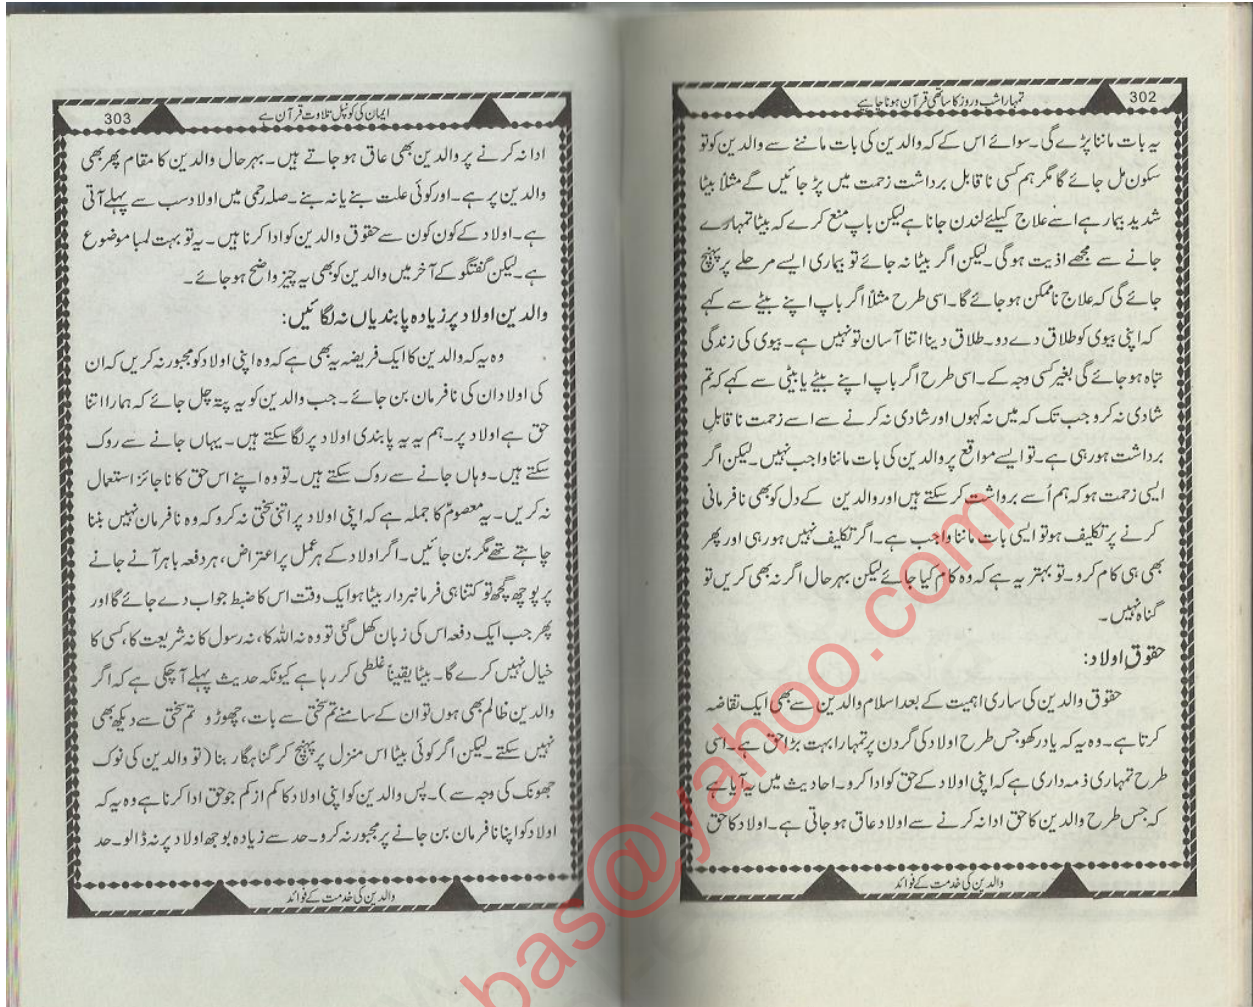 302
تمہارا شب و روز کا ساتھی قرآن ہونا چاہیے
یہ بات ماننا پڑے گی۔ سوائے اس کے کہ والدین کی بات ماننے سے والدین کو تو
سکون مل جائے گا مگر ہم کسی ناقابل برداشت زحمت میں پڑ جائیں گے مثلاً بیٹا
شدید بیمار ہے اسے علاج کیلئے لندن جانا ہے لیکن باپ منع کرے کہ بیٹا تمہارے
جانے سے مجھے اذیت ہوگی۔ لیکن اگر بیٹا نہ جائے تو بیماری ایسے مرحلے پر پہنچ
جائے گی کہ علاج ناممکن ہو جائے گا۔ اسی طرح مثلاً اگر باپ اپنے بیٹے سے کہے
کہ اپنی بیوی کو طلاق دے دو۔ طلاق دینا اتنا آسان تو نہیں ہے۔ بیوی کی زندگی
تباہ ہو جائے گی بغیر کسی وجہ کے۔ اسی طرح اگر باپ اپنے بیٹے یا بیٹی سے کہے کہ تم
شادی نہ کرو جب تک کہ میں نہ کہوں اور شادی نہ کرنے سے اسے زحمت ناقابلِ
برداشت ہو رہی ہے۔ تو ایسے مواقع پر والدین کی بات ماننا واجب نہیں۔ لیکن اگر
ایسی زحمت ہو کہ ہم اُسے برواشت کر سکتے ہیں اور والدین کے دل کو بھی نافرمانی
کرنے پر تکلیف ہو تو ایسی بات ماننا واجب ہے۔ اگر تکلیف نہیں ہو رہی اور پھر
بھی ہی کام کرو۔ تو بہتر یہ ہے کہ وہ کام کیا جائے لیکن بہرحال اگر نہ بھی کریں تو
گناہ نہیں۔
حقوقِ اولاد:
حقوق والدین کی ساری اہمیت کے بعد اسلام والدین سے بھی ایک تقاضہ
کرتا ہے۔ وہ یہ کہ یاد رکھو جس طرح اولاد کی گردن پر تمہارا بہت بڑا حق ہے۔ اسی
طرح تمہاری ذمہ داری ہے کہ اپنی اولاد کے حق کو ادا کرو۔ احادیث میں یہ آیا ہے
کہ جس طرح والدین کا حق ادا نہ کرنے سے اولاد عاق ہو جاتی ہے۔ اولاد کا حق
والدین کی خدمت کے فوائد
303
ایمان کی کونپل تلاوت قرآن ہے
ادا نہ کرنے پر والدین بھی عاق ہو جاتے ہیں۔ بہرحال والدین کا مقام پھر بھی
والدین پر ہے۔ اور کوئی علت بنے یا نہ بنے۔ صلہ رحمی میں اولاد سب سے پہلے آتی
ہے۔ اولاد کے کون کون سے حقوق والدین کو ادا کرنا ہیں۔ یہ تو بہت لمبا موضوع
ہے۔ لیکن گفتگو کے آخر میں والدین کو بھی یہ چیز واضح ہو جائے۔
والدین اولاد پر زیادہ پابندیاں نہ لگائیں:
وہ یہ کہ والدین کا ایک فریضہ یہ بھی ہے کہ وہ اپنی اولاد کو مجبور نہ کریں کہ ان
کی اولاد ان کی نافرمان بن جائے۔ جب والدین کو یہ پتہ چل جائے کہ ہمارا اتنا
حق ہے اولاد پر۔ ہم یہ یہ پابندی اولاد پر لگا سکتے ہیں۔ یہاں جانے سے روک
سکتے ہیں۔ وہاں جانے سے روک سکتے ہیں۔ تو وہ اپنے اس حق کا ناجائز استعمال
نہ کریں۔ یہ معصومؑ کا جملہ ہے کہ اپنی اولاد پر اتنی سختی نہ کرو کہ وہ نافرمان نہیں بننا
چاہتے تھے مگر بن جائیں۔ اگر اولاد کے ہر عمل پر اعتراض، ہر دفعہ باہر آنے جانے
پر پوچھ گچھ تو کتنا ہی فرمانبردار بیٹا ہو ایک وقت اس کا ضبط جواب دے جائے گا اور
پھر جب ایک دفعہ اس کی زبان کھل گئی تو وہ نہ اللہ کا، نہ رسول کا نہ شریعت کا، کسی کا
خیال نہیں کرے گا۔ بیٹا یقیناً غلطی کر رہا ہے کیونکہ حدیث پہلے آ چکی ہے کہ اگر
والدین ظالم بھی ہوں تو ان کے سامنے تم سختی سے بات، چھوڑو تم سختی سے دیکھ بھی
نہیں سکتے۔ لیکن اگر کوئی بیٹا اس منزل پر پہنچ کر گناہگار بنا (تو والدین کی نوک
جھونک کی وجہ سے)۔ پس والدین کو اپنی اولاد کا کم از کم جو حق ادا کرنا ہے وہ یہ کہ
اولاد کو اپنا نافرمان بن جانے پر مجبور نہ کرو۔ حد سے زیادہ بوجھ اولاد پر نہ ڈالو۔ حد
والدین کی خدمت کے فوائد
bas@yahoo.com